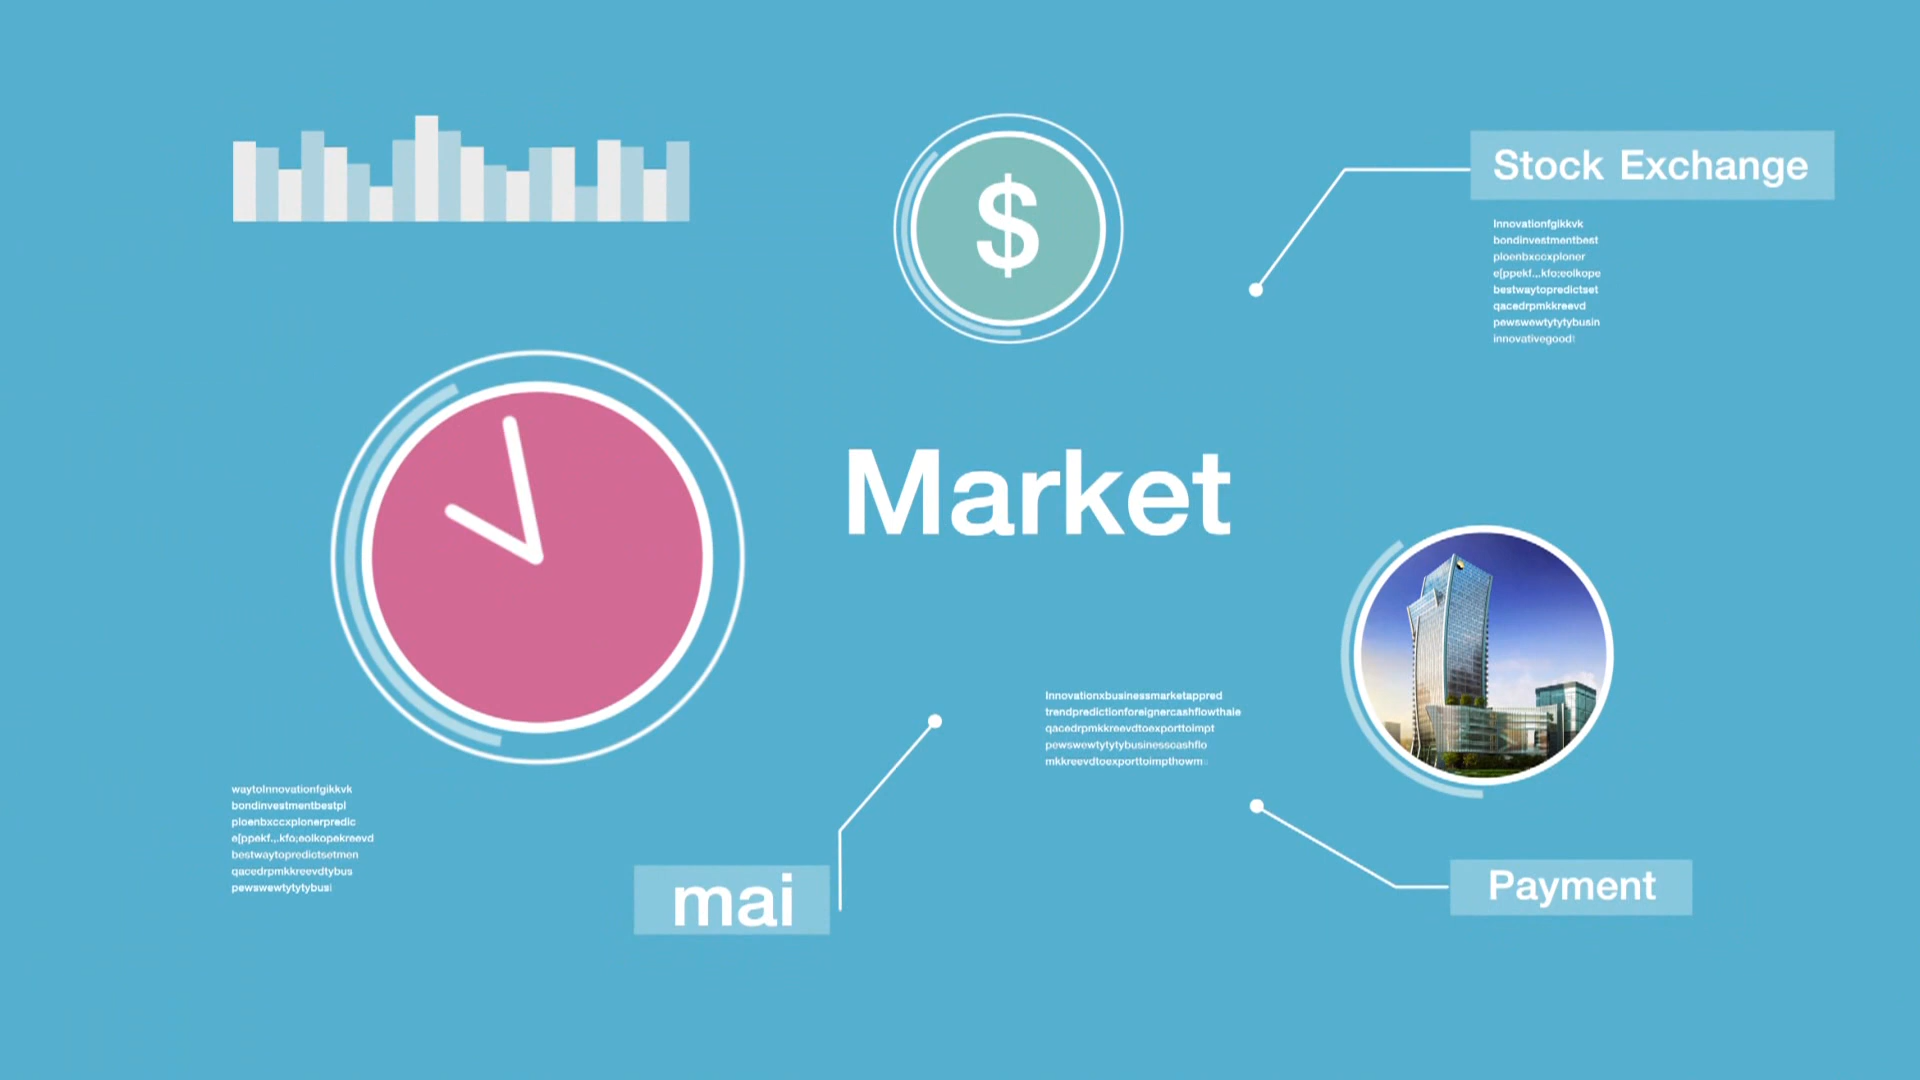 $
Stock Exchange
Innovationfgikkvk
bondinvestmentbest
ploenbxccxploner
e[ppekf.,.kfo;eolkope
bestwaytopredictset
qacedrpmkkreevd
pewswewtytytybusin
innovativegood
Market
Innovationxbusinessmarketappred
trendpredictionforeignercashflowthaie
qacedrpmkkreevdtoexporttoimpt
pewswewtytytybusinesscashflo
mkkreevdtoexporttoimpthowm
waytoInnovationfgikkvk
bondinvestmentbestpl
ploenbxccxplonerpredic
e[ppekf.,.kfo;eolkopekreevd
bestwaytopredictsetmen
qacedrpmkkreevdtybus
pewswewtytytybusi
mai
Payment